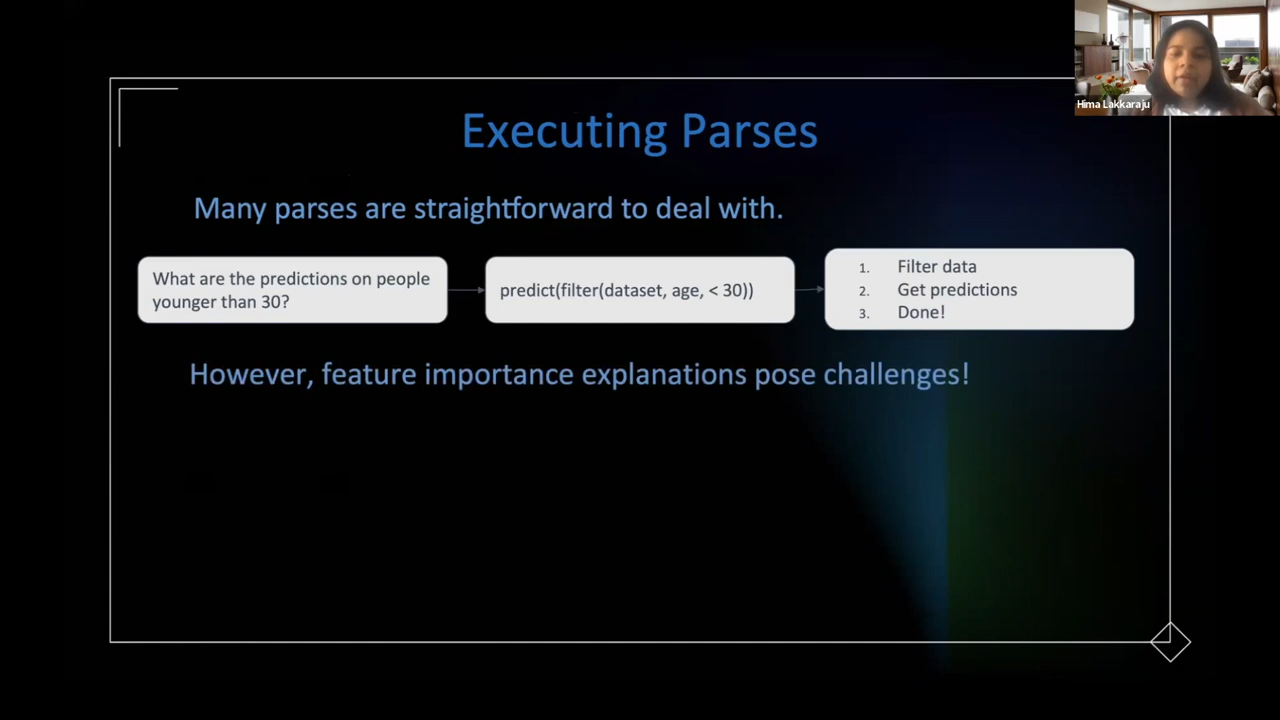 Hima Lakkaraju
Executing Parses
Many parses are straightforward to deal with.
What are the predictions on people
younger than 30?
predict(filter(dataset, age, < 30))
1. Filter data
2. Get predictions
3. Done!
However, feature importance explanations pose challenges!